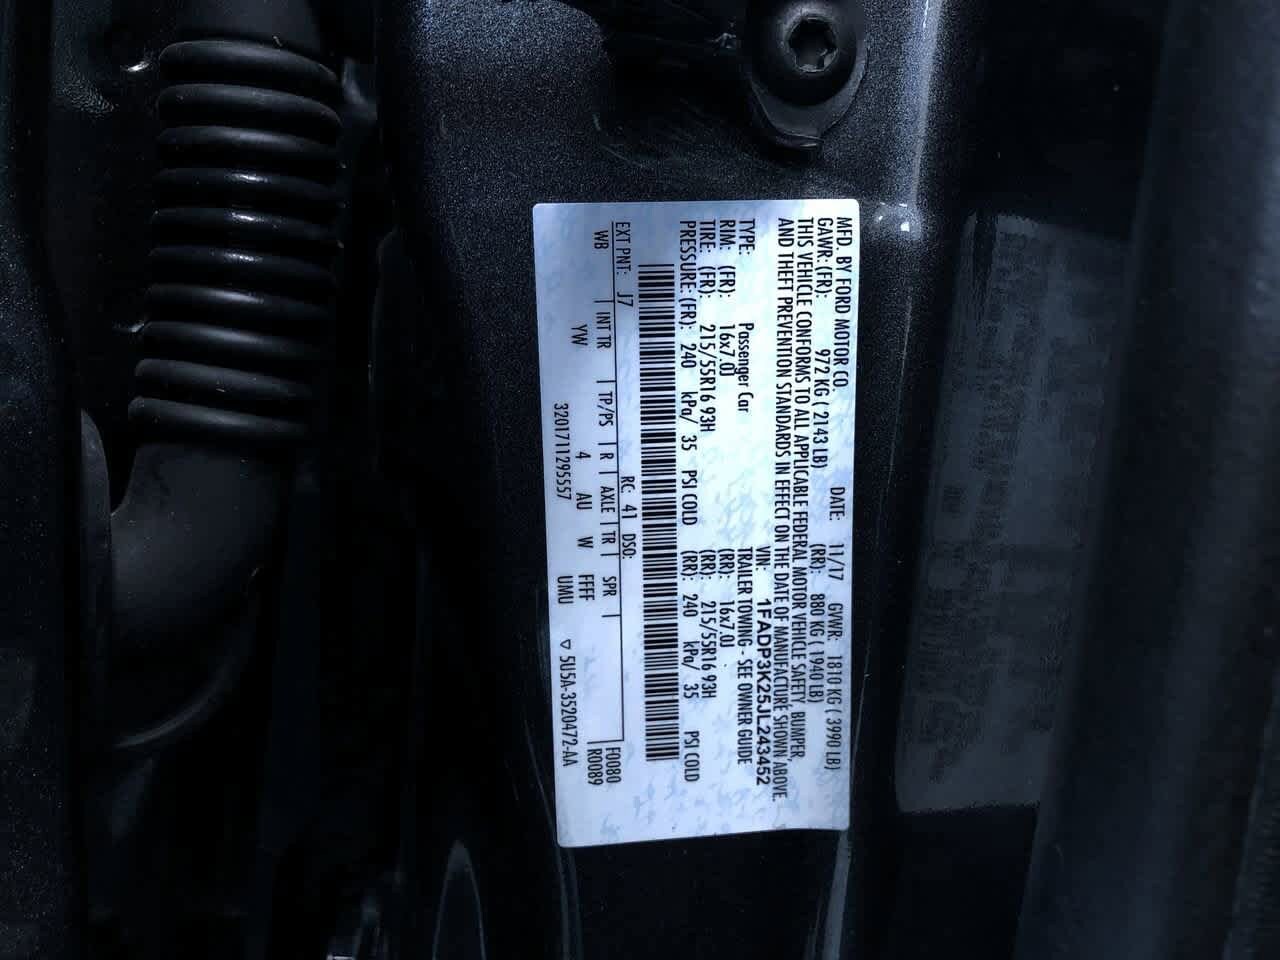 MFD. BY FORD MOTOR CO. DATE: 11/17 GVWR: 1810 KG ( 3990 LB)
GAWR: (FR): 972 KG ( 2143 LB) (RR): 880 KG ( 1940 LB)
THIS VEHICLE CONFORMS TO ALL APPLICABLE FEDERAL MOTOR VEHICLE SAFETY, BUMPER,
AND THEFT PREVENTION STANDARDS IN EFFECT ON THE DATE OF MANUFACTURE SHOWN ABOVE.
VIN: 1FADP3K25JL243452
TYPE: Passenger Car TRAILER TOWING - SEE OWNER GUIDE
RIM: (FR): 16x7.0J (RR): 16x7.0J
TIRE: (FR): 215/55R16 93H (RR): 215/55R16 93H
PRESSURE: (FR): 240 kPa/ 35 PSI COLD (RR): 240 kPa/ 35 PSI COLD
EXT PNT: J7 RC: 41 DSO: F0080
WB INT TR TP/PS R AXLE TR SPR R0089
YW 4 AU W FFFF
3201711295557 UMU ▽ 5U5A-3520472-AA